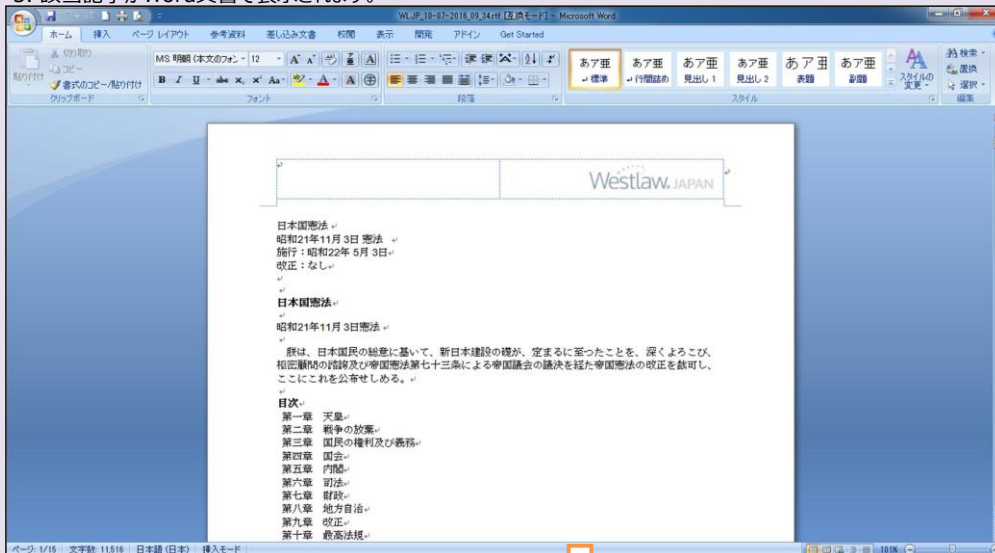 3. 該当記事がWord文書で表示されます。
WLJP_10-07-2016_09_34.rtf [互換モード] - Microsoft Word
ホーム 挿入 ページ レイアウト 参考資料 差し込み文書 校閲 表示 開発 アドイン Get Started
切り取り
コピー
貼り付け
書式のコピー/貼り付け
クリップボード
MS 明朝 (本文のフォン 12
フォント
段落
あア亜 あア亜 あア亜 あア亜 あア亜 あア亜
標準 行間詰め 見出し 1 見出し 2 表題 副題
スタイルの変更
スタイル
検索
置換
選択
編集
Westlaw. JAPAN
日本国憲法
昭和21年11月 3日 憲法
施行：昭和22年 5月 3日
改正：なし
日本国憲法
昭和21年11月 3日憲法
朕は、日本国民の総意に基いて、新日本建設の礎が、定まるに至つたことを、深くよろこび、
枢密顧問の諮詢及び帝国憲法第七十三条による帝国議会の議決を経た帝国憲法の改正を裁可し、
ここにこれを公布せしめる。
目次
第一章 天皇
第二章 戦争の放棄
第三章 国民の権利及び義務
第四章 国会
第五章 内閣
第六章 司法
第七章 財政
第八章 地方自治
第九章 改正
第十章 最高法規
ページ: 1/15 文字数: 11,516 日本語 (日本) 挿入モード 101%